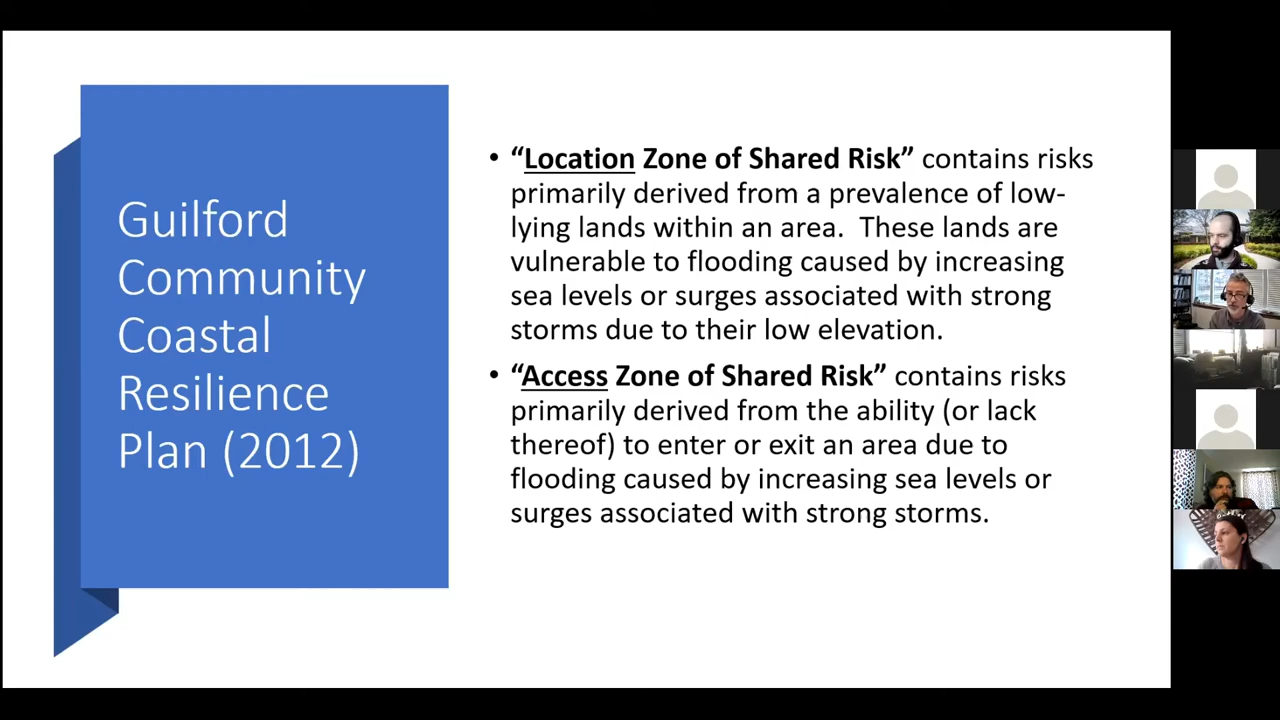 Guilford
Community
Coastal
Resilience
Plan (2012)
• “Location Zone of Shared Risk” contains risks
primarily derived from a prevalence of low-
lying lands within an area.  These lands are
vulnerable to flooding caused by increasing
sea levels or surges associated with strong
storms due to their low elevation.
• “Access Zone of Shared Risk” contains risks
primarily derived from the ability (or lack
thereof) to enter or exit an area due to
flooding caused by increasing sea levels or
surges associated with strong storms.